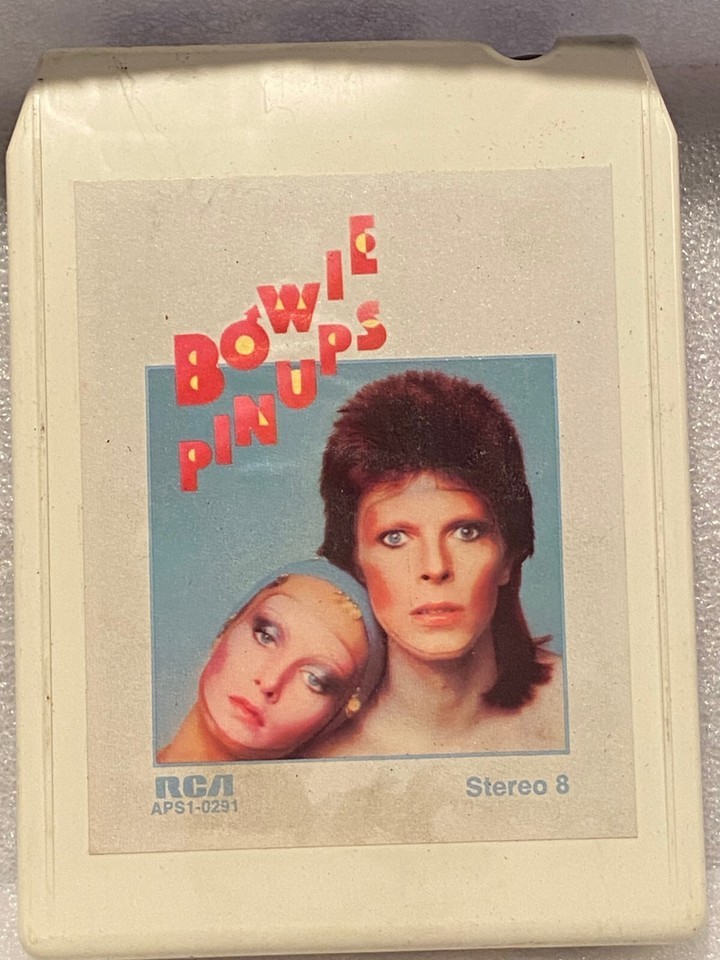 BOWIE
PINUPS
RCA
APS1-0291
Stereo 8